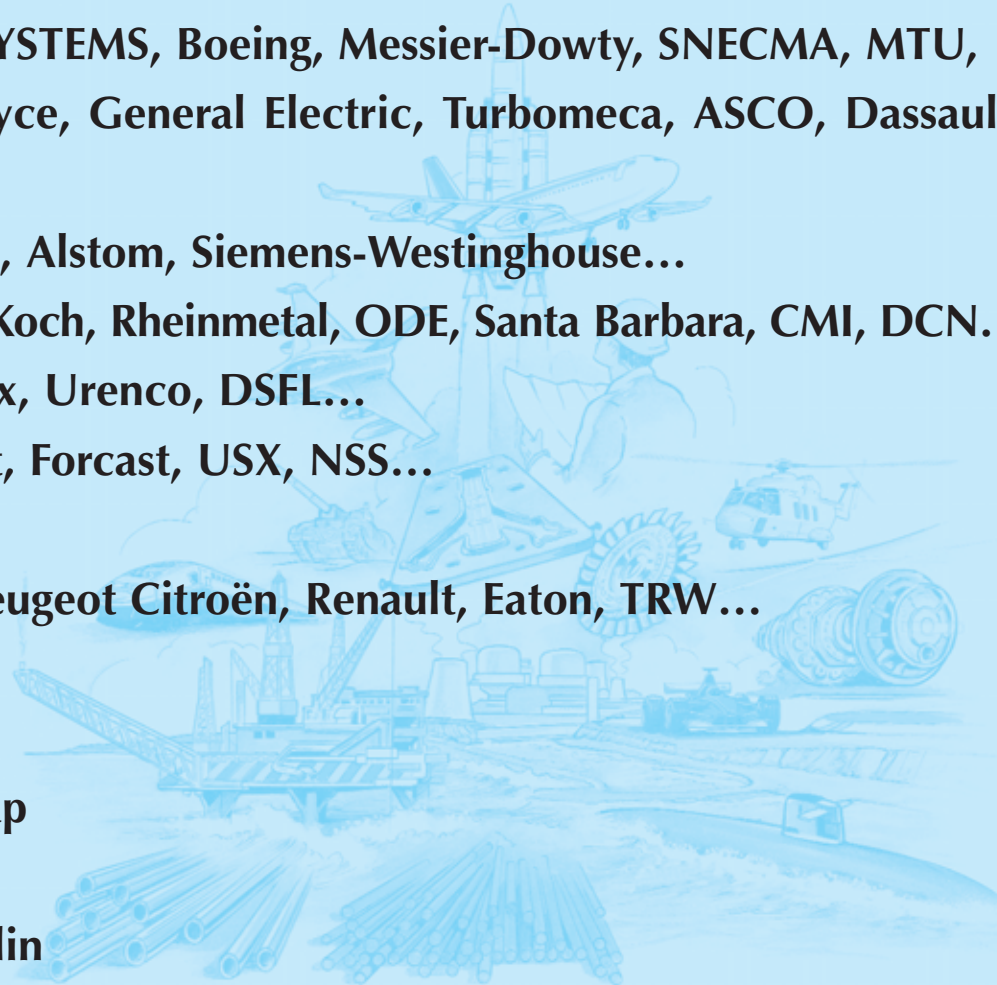 YSTEMS, Boeing, Messier-Dowty, SNECMA, MTU,
yce, General Electric, Turbomeca, ASCO, Dassaul
, Alstom, Siemens-Westinghouse…
Koch, Rheinmetal, ODE, Santa Barbara, CMI, DCN.
x, Urenco, DSFL…
t, Forcast, USX, NSS…
eugeot Citroën, Renault, Eaton, TRW…
up
lin